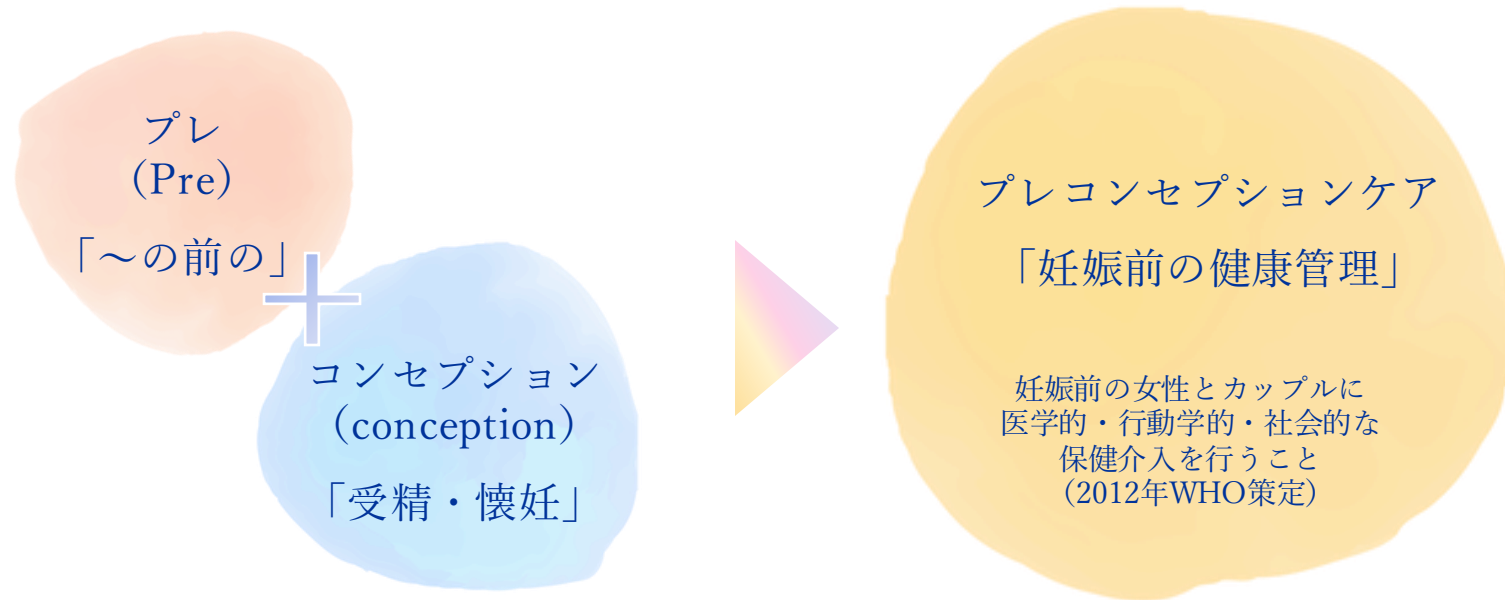 プレ
(Pre)
「〜の前の」
コンセプション
(conception)
「受精・懐妊」
プレコンセプションケア
「妊娠前の健康管理」
妊娠前の女性とカップルに
医学的・行動学的・社会的な
保健介入を行うこと
(2012年WHO策定)